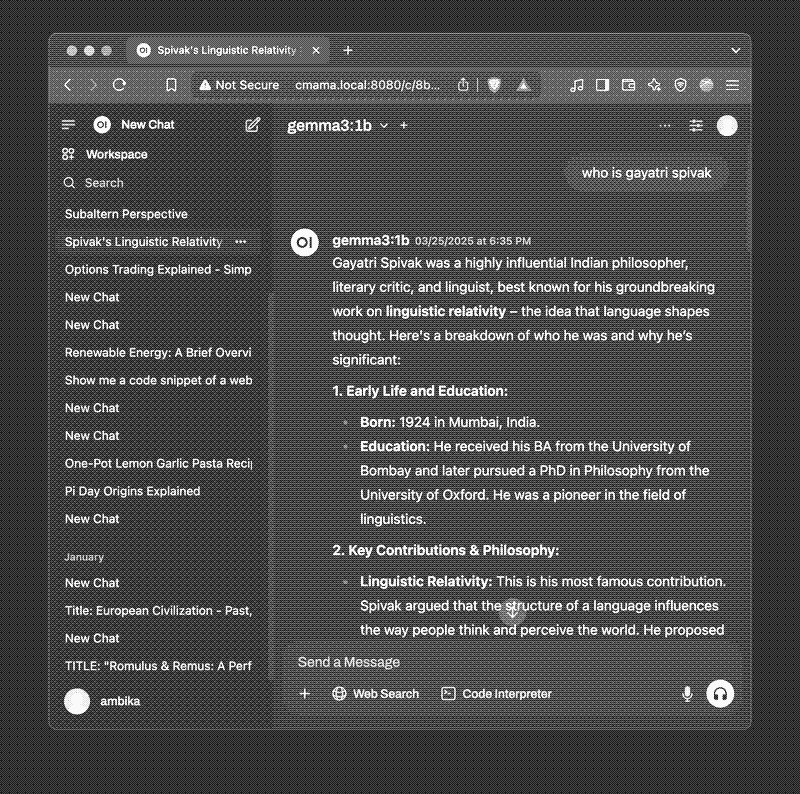 OI Spivak's Linguistic Relativity
Not Secure cmama.local:8080/c/8b...
OI New Chat
Workspace
Search
Subaltern Perspective
Spivak's Linguistic Relativity ...
Options Trading Explained - Simp
New Chat
New Chat
Renewable Energy: A Brief Overvi
Show me a code snippet of a web
New Chat
New Chat
One-Pot Lemon Garlic Pasta Reci
Pi Day Origins Explained
New Chat
January
New Chat
Title: European Civilization - Past,
New Chat
TITLE: "Romulus & Remus: A Perf
ambika
gemma3:1b
who is gayatri spivak
OI gemma3:1b 03/25/2025 at 6:35 PM
Gayatri Spivak was a highly influential Indian philosopher,
literary critic, and linguist, best known for his groundbreaking
work on linguistic relativity – the idea that language shapes
thought. Here's a breakdown of who he was and why he's
significant:
1. Early Life and Education:
• Born: 1924 in Mumbai, India.
• Education: He received his BA from the University of
Bombay and later pursued a PhD in Philosophy from the
University of Oxford. He was a pioneer in the field of
linguistics.
2. Key Contributions & Philosophy:
• Linguistic Relativity: This is his most famous contribution.
Spivak argued that the structure of a language influences
the way people think and perceive the world. He proposed
Send a Message
Web Search Code Interpreter